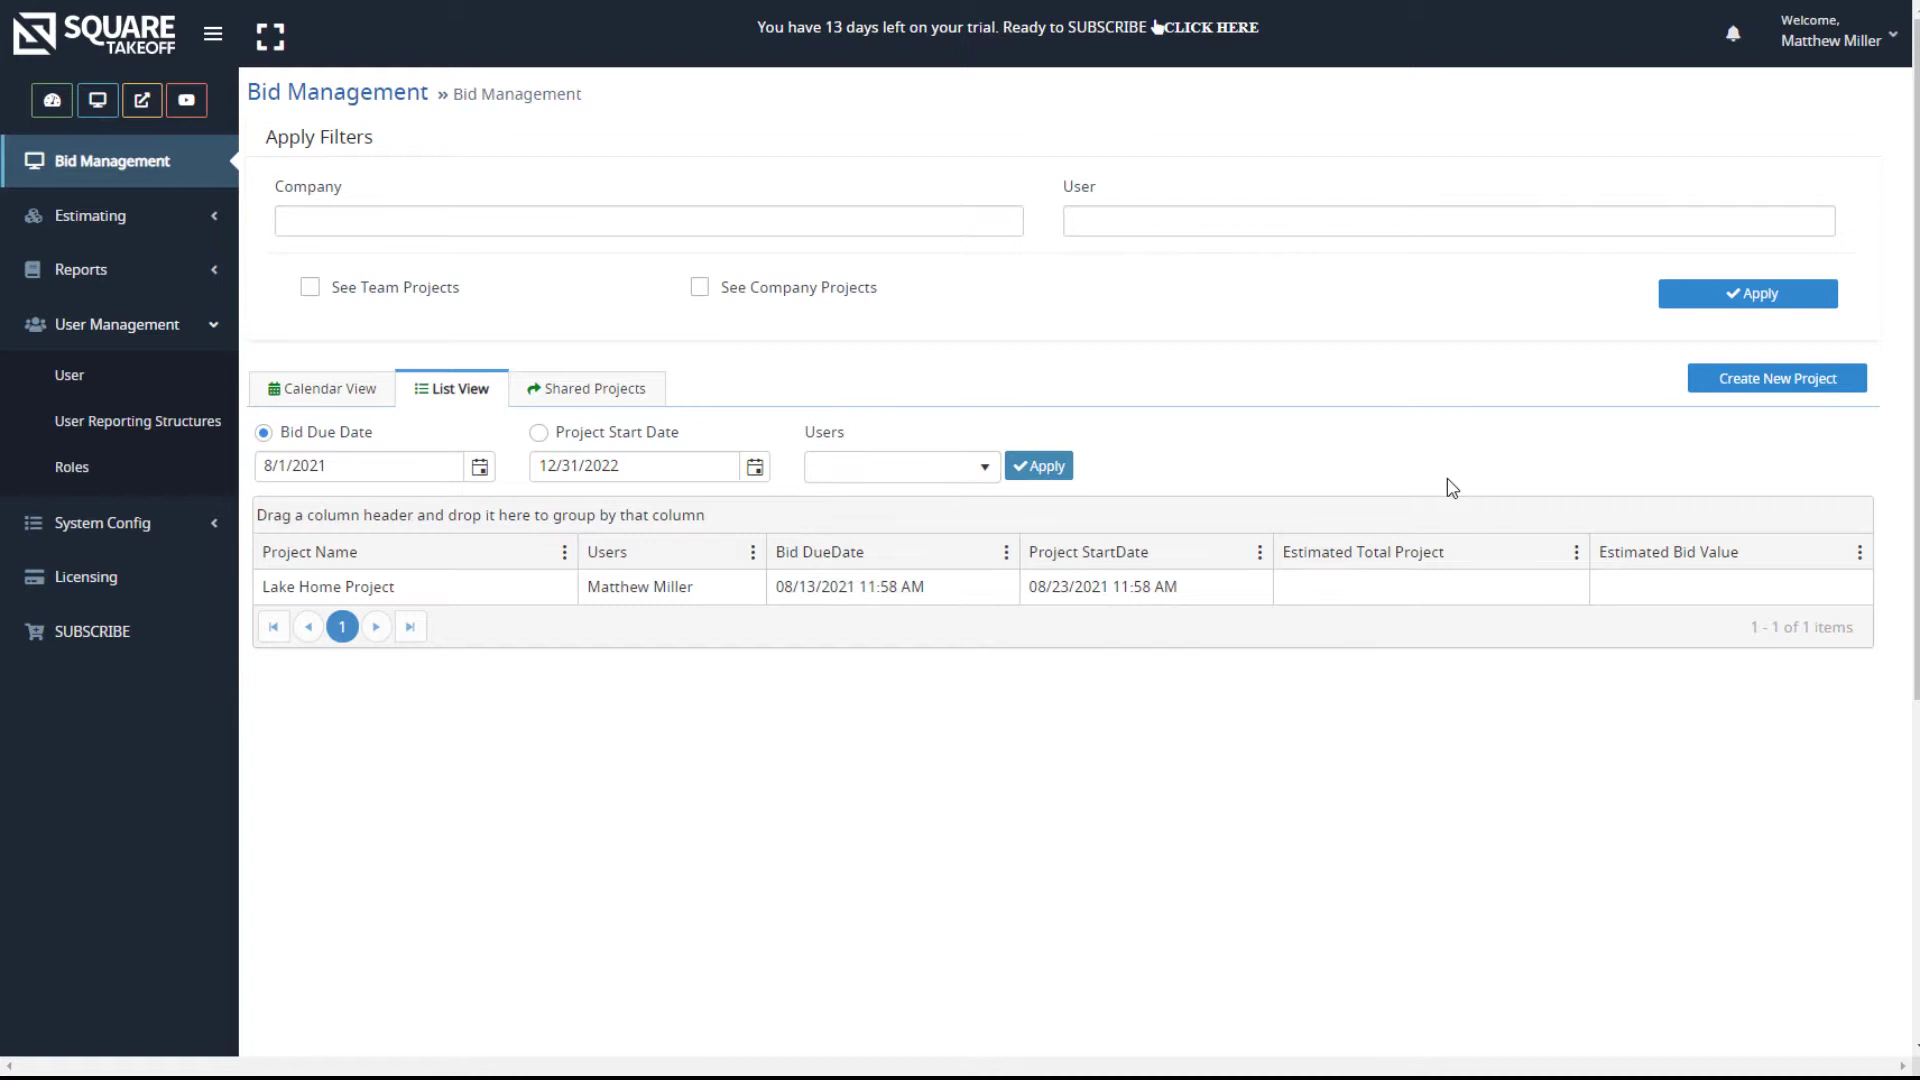 SQUARE
TAKEOFF
You have 13 days left on your trial. Ready to SUBSCRIBE CLICK HERE
Welcome,
Matthew Miller
Bid Management » Bid Management
Apply Filters
Bid Management
Estimating
Reports
User Management
User
User Reporting Structures
Roles
System Config
Licensing
SUBSCRIBE
Company User
See Team Projects See Company Projects Apply
Calendar View List View Shared Projects Create New Project
Bid Due Date Project Start Date Users
8/1/2021 12/31/2022 Apply
Drag a column header and drop it here to group by that column
Project Name Users Bid DueDate Project StartDate Estimated Total Project Estimated Bid Value
Lake Home Project Matthew Miller 08/13/2021 11:58 AM 08/23/2021 11:58 AM
1 1 - 1 of 1 items